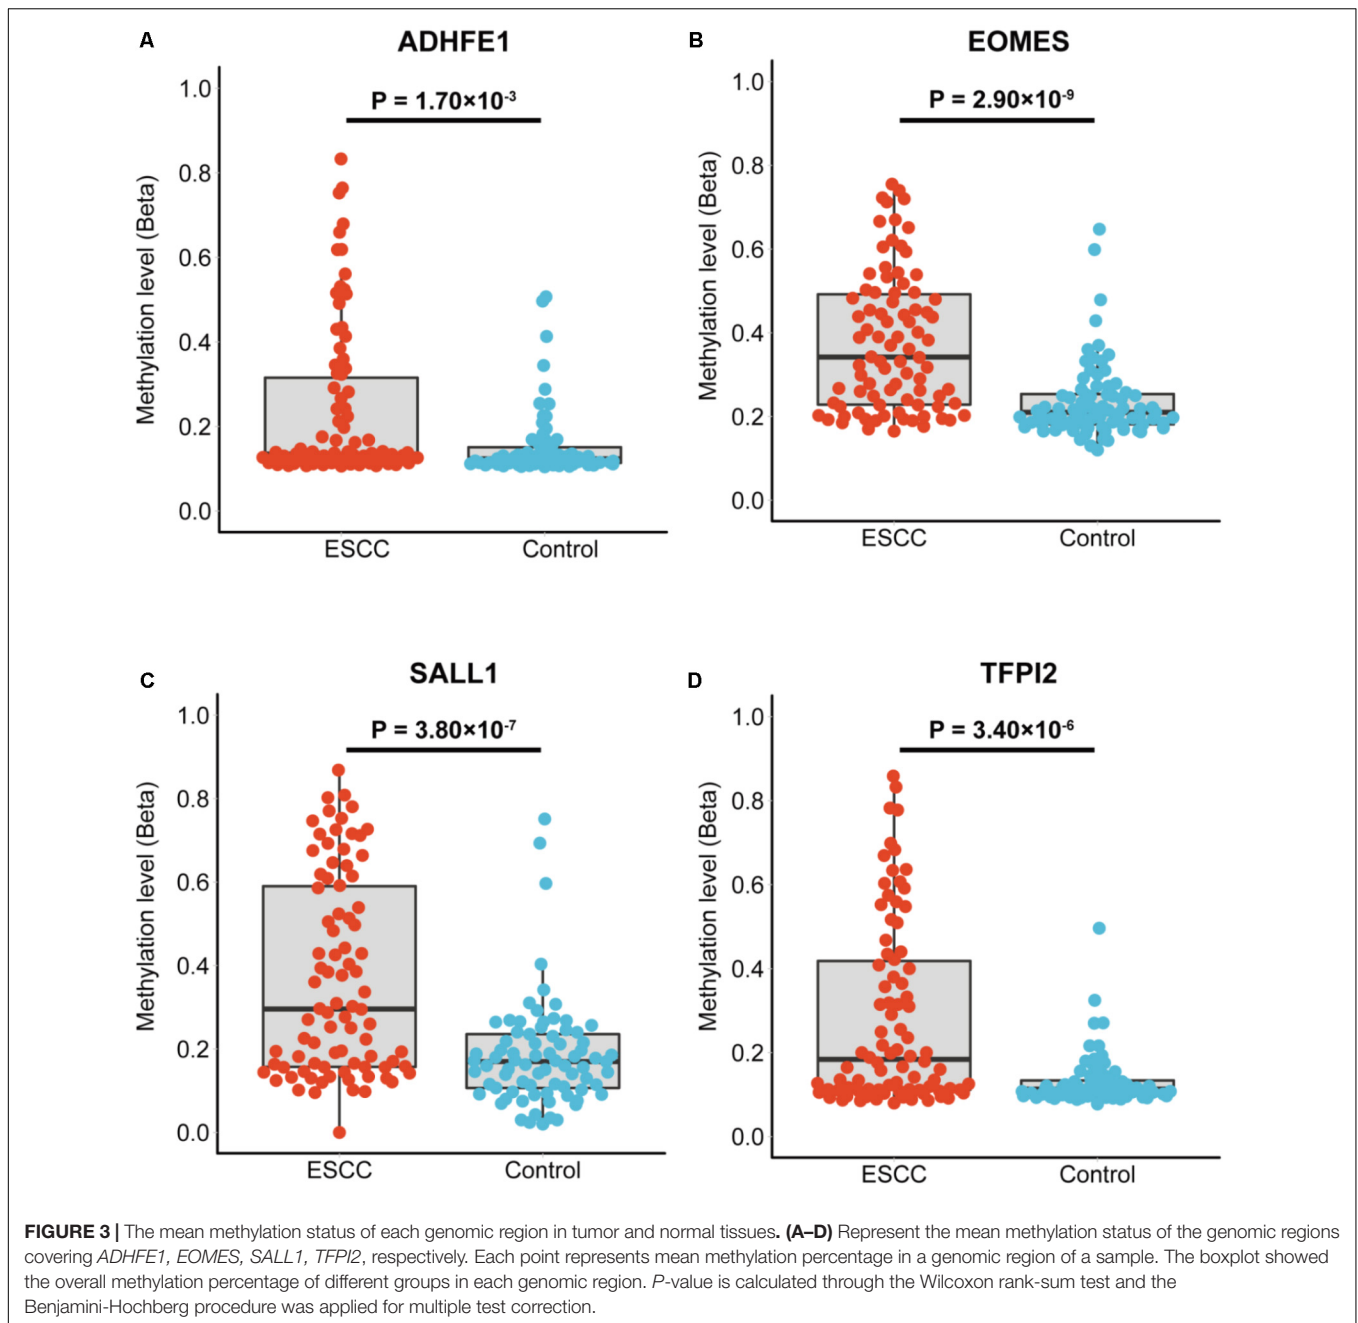 A
ADHFE1
P = 1.70×10-3
Methylation level (Beta)
1.0
0.8
0.6
0.4
0.2
0.0
ESCC Control
B
EOMES
P = 2.90×10-9
Methylation level (Beta)
1.0
0.8
0.6
0.4
0.2
0.0
ESCC Control
C
SALL1
P = 3.80×10-7
Methylation level (Beta)
1.0
0.8
0.6
0.4
0.2
0.0
ESCC Control
D
TFPI2
P = 3.40×10-6
Methylation level (Beta)
1.0
0.8
0.6
0.4
0.2
0.0
ESCC Control
FIGURE 3 | The mean methylation status of each genomic region in tumor and normal tissues. (A–D) Represent the mean methylation status of the genomic regions
covering ADHFE1, EOMES, SALL1, TFPI2, respectively. Each point represents mean methylation percentage in a genomic region of a sample. The boxplot showed
the overall methylation percentage of different groups in each genomic region. P-value is calculated through the Wilcoxon rank-sum test and the
Benjamini-Hochberg procedure was applied for multiple test correction.